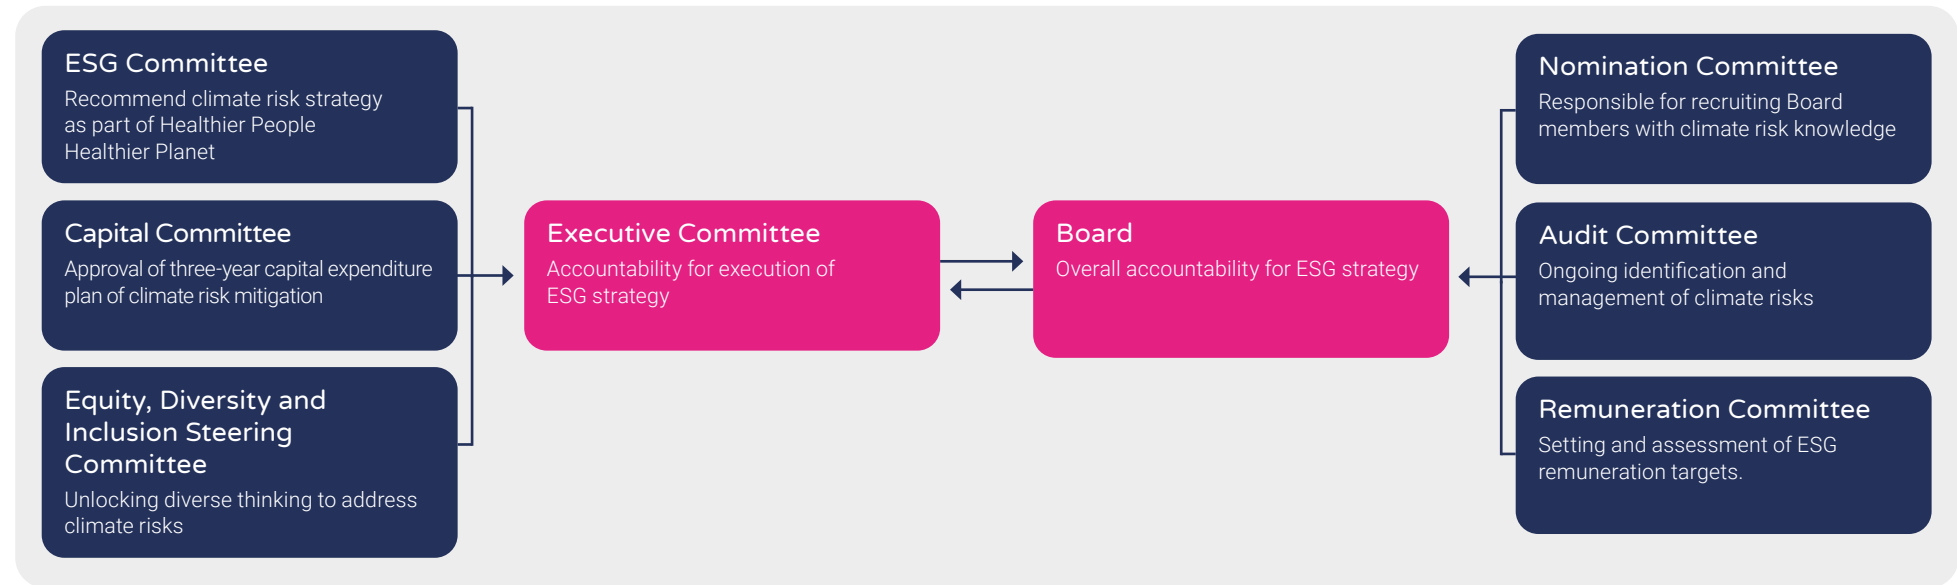 ESG Committee
Recommend climate risk strategy
as part of Healthier People
Healthier Planet
Capital Committee
Approval of three-year capital expenditure
plan of climate risk mitigation
Equity, Diversity and
Inclusion Steering
Committee
Unlocking diverse thinking to address
climate risks
Executive Committee
Accountability for execution of
ESG strategy
Board
Overall accountability for ESG strategy
Nomination Committee
Responsible for recruiting Board
members with climate risk knowledge
Audit Committee
Ongoing identification and
management of climate risks
Remuneration Committee
Setting and assessment of ESG
remuneration targets.